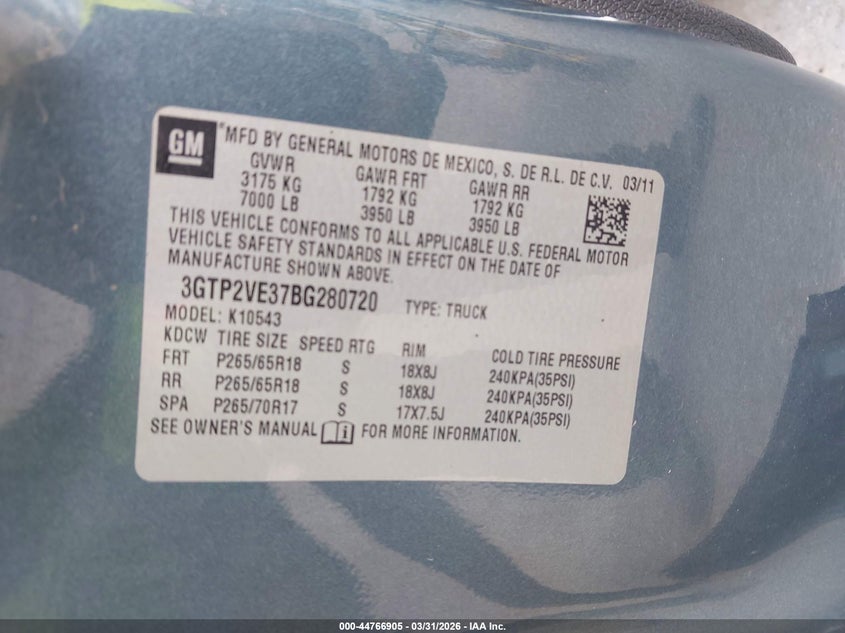 GM
MFD BY GENERAL MOTORS DE MEXICO, S. DE R.L. DE C.V. 03/11
GVWR GAWR FRT GAWR RR
3175 KG 1792 KG 1792 KG
7000 LB 3950 LB 3950 LB
THIS VEHICLE CONFORMS TO ALL APPLICABLE U.S. FEDERAL MOTOR
VEHICLE SAFETY STANDARDS IN EFFECT ON THE DATE OF
MANUFACTURE SHOWN ABOVE.
3GTP2VE37BG280720 TYPE: TRUCK
MODEL: K10543
KDCW TIRE SIZE SPEED RTG RIM COLD TIRE PRESSURE
FRT P265/65R18 S 18X8J 240KPA(35PSI)
RR P265/65R18 S 18X8J 240KPA(35PSI)
SPA P265/70R17 S 17X7.5J 240KPA(35PSI)
SEE OWNER'S MANUAL i FOR MORE INFORMATION.
000-44766905 - 03/31/2026 - IAA Inc.